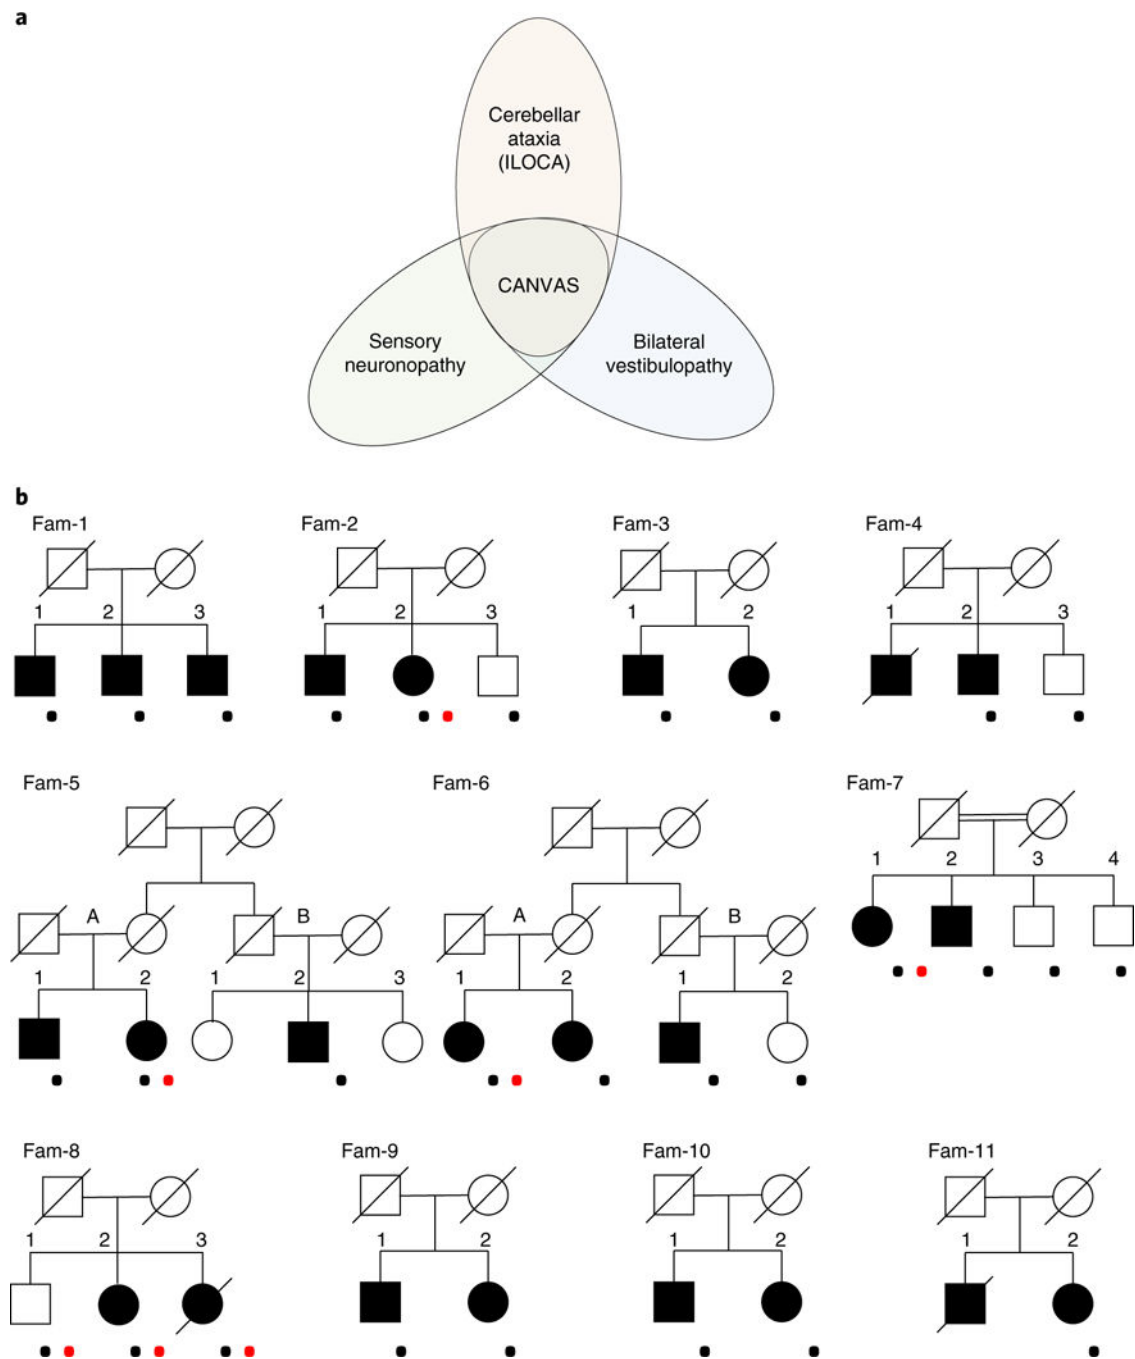 a
Cerebellar
ataxia
(ILOCA)
CANVAS
Sensory
neuronopathy
Bilateral
vestibulopathy
b
Fam-1
1 2 3
Fam-2
1 2 3
Fam-3
1 2
Fam-4
1 2 3
Fam-5
A B
1 2 1 2 3
Fam-6
A B
1 2 1 2
Fam-7
1 2 3 4
Fam-8
1 2 3
Fam-9
1 2
Fam-10
1 2
Fam-11
1 2